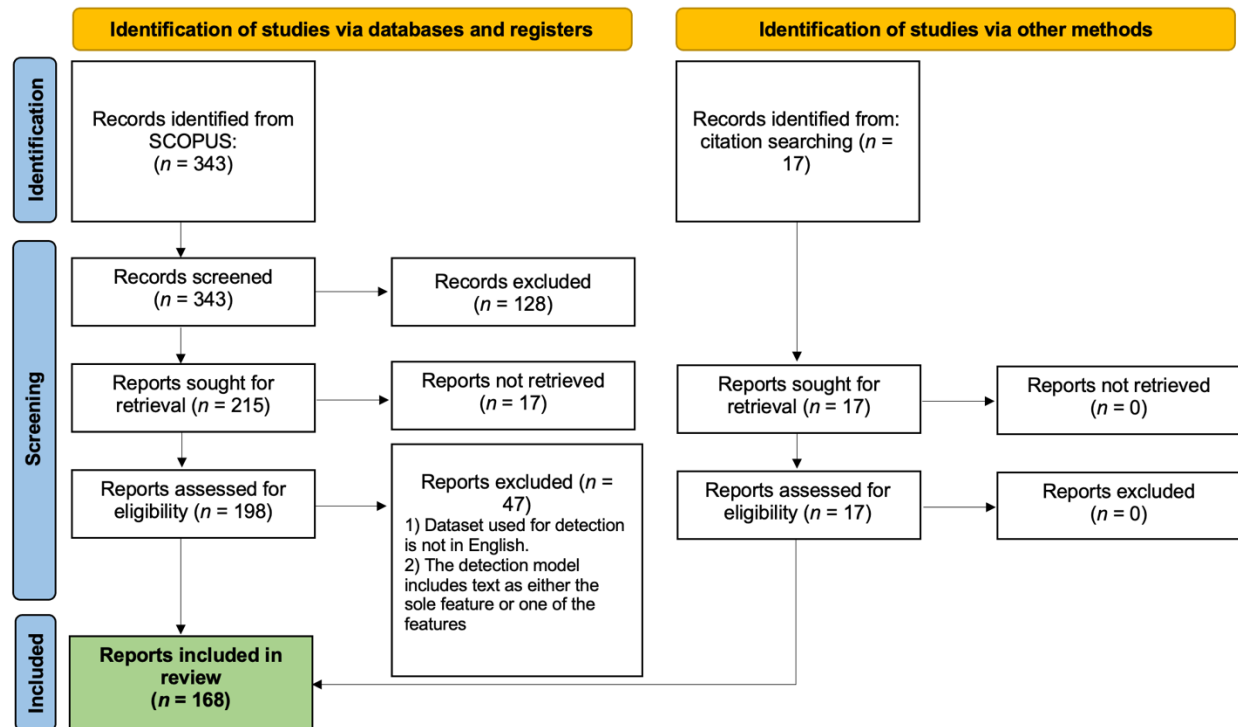 Identification of studies via databases and registers
Identification of studies via other methods
Identification
Records identified from
SCOPUS:
(n = 343)
Records identified from:
citation searching (n =
17)
Screening
Records screened
(n = 343)
Records excluded
(n = 128)
Reports sought for
retrieval (n = 215)
Reports not retrieved
(n = 17)
Reports sought for
retrieval (n = 17)
Reports not retrieved
(n = 0)
Reports assessed for
eligibility (n = 198)
Reports excluded (n =
47)
1) Dataset used for detection
is not in English.
2) The detection model
includes text as either the
sole feature or one of the
features
Reports assessed for
eligibility (n = 17)
Reports excluded
(n = 0)
Included
Reports included in
review
(n = 168)